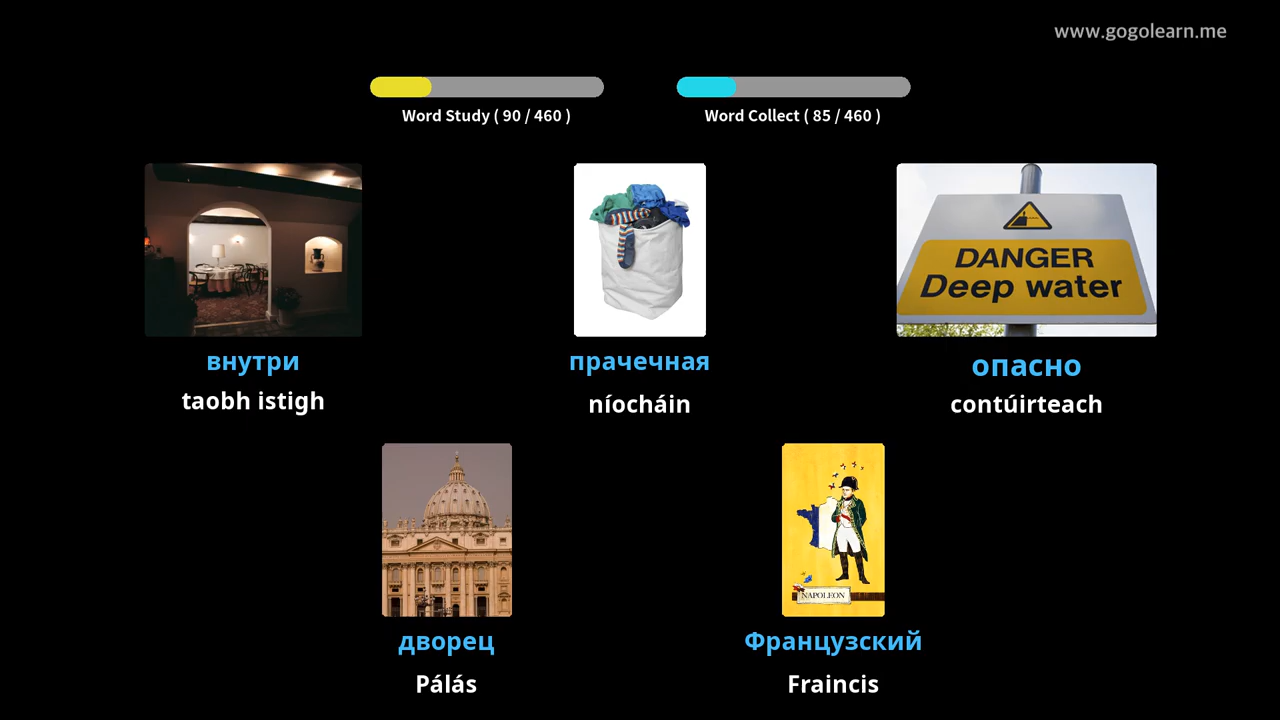 www.gogolearn.me
Word Study ( 90 / 460 )
Word Collect ( 85 / 460 )
DANGER
Deep water
внутри
taobh istigh
прачечная
níocháin
опасно
contúirteach
NAPOLEON
дворец
Pálás
Французский
Fraincis